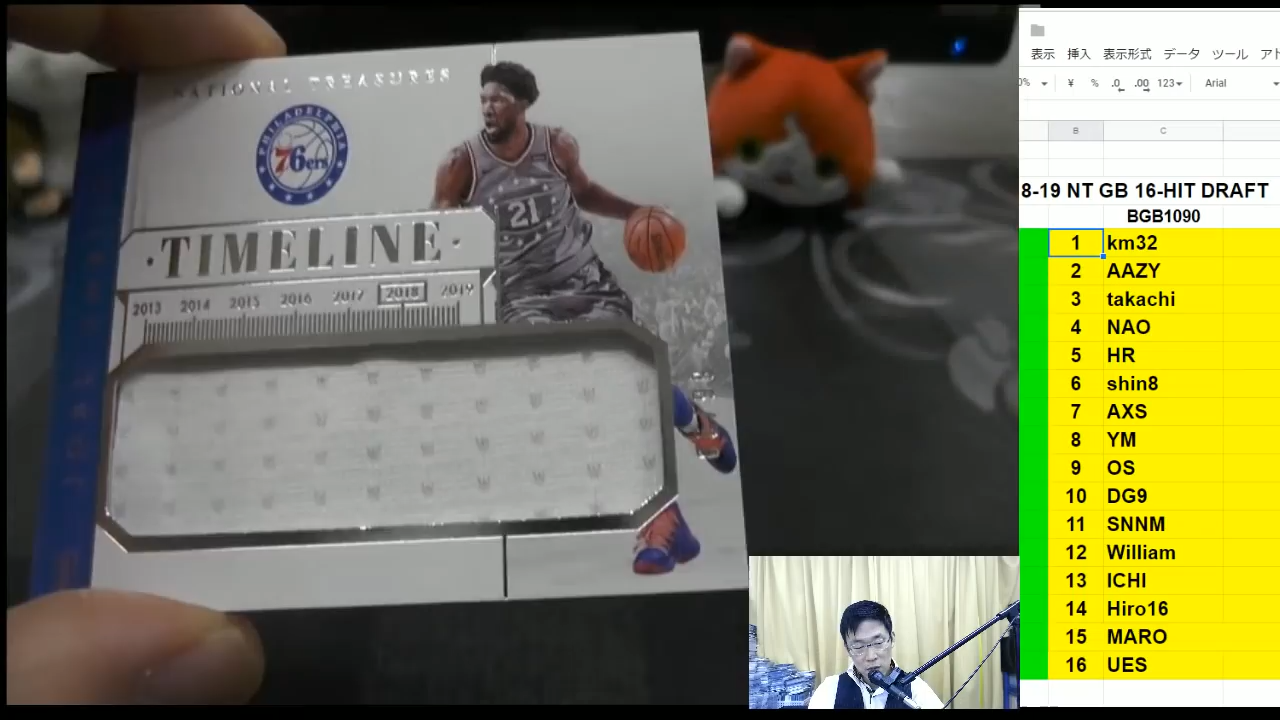 NATIONAL TREASURES
PHILADELPHIA
76ers
21
·TIMELINE·
2013 2014 2015 2016 2017 2018 2019
表示 挿入 表示形式 データ ツール
0% ¥ % .0 .00 123 Arial
B C
8-19 NT GB 16-HIT DRAFT
BGB1090
1 km32
2 AAZY
3 takachi
4 NAO
5 HR
6 shin8
7 AXS
8 YM
9 OS
10 DG9
11 SNNM
12 William
13 ICHI
14 Hiro16
15 MARO
16 UES